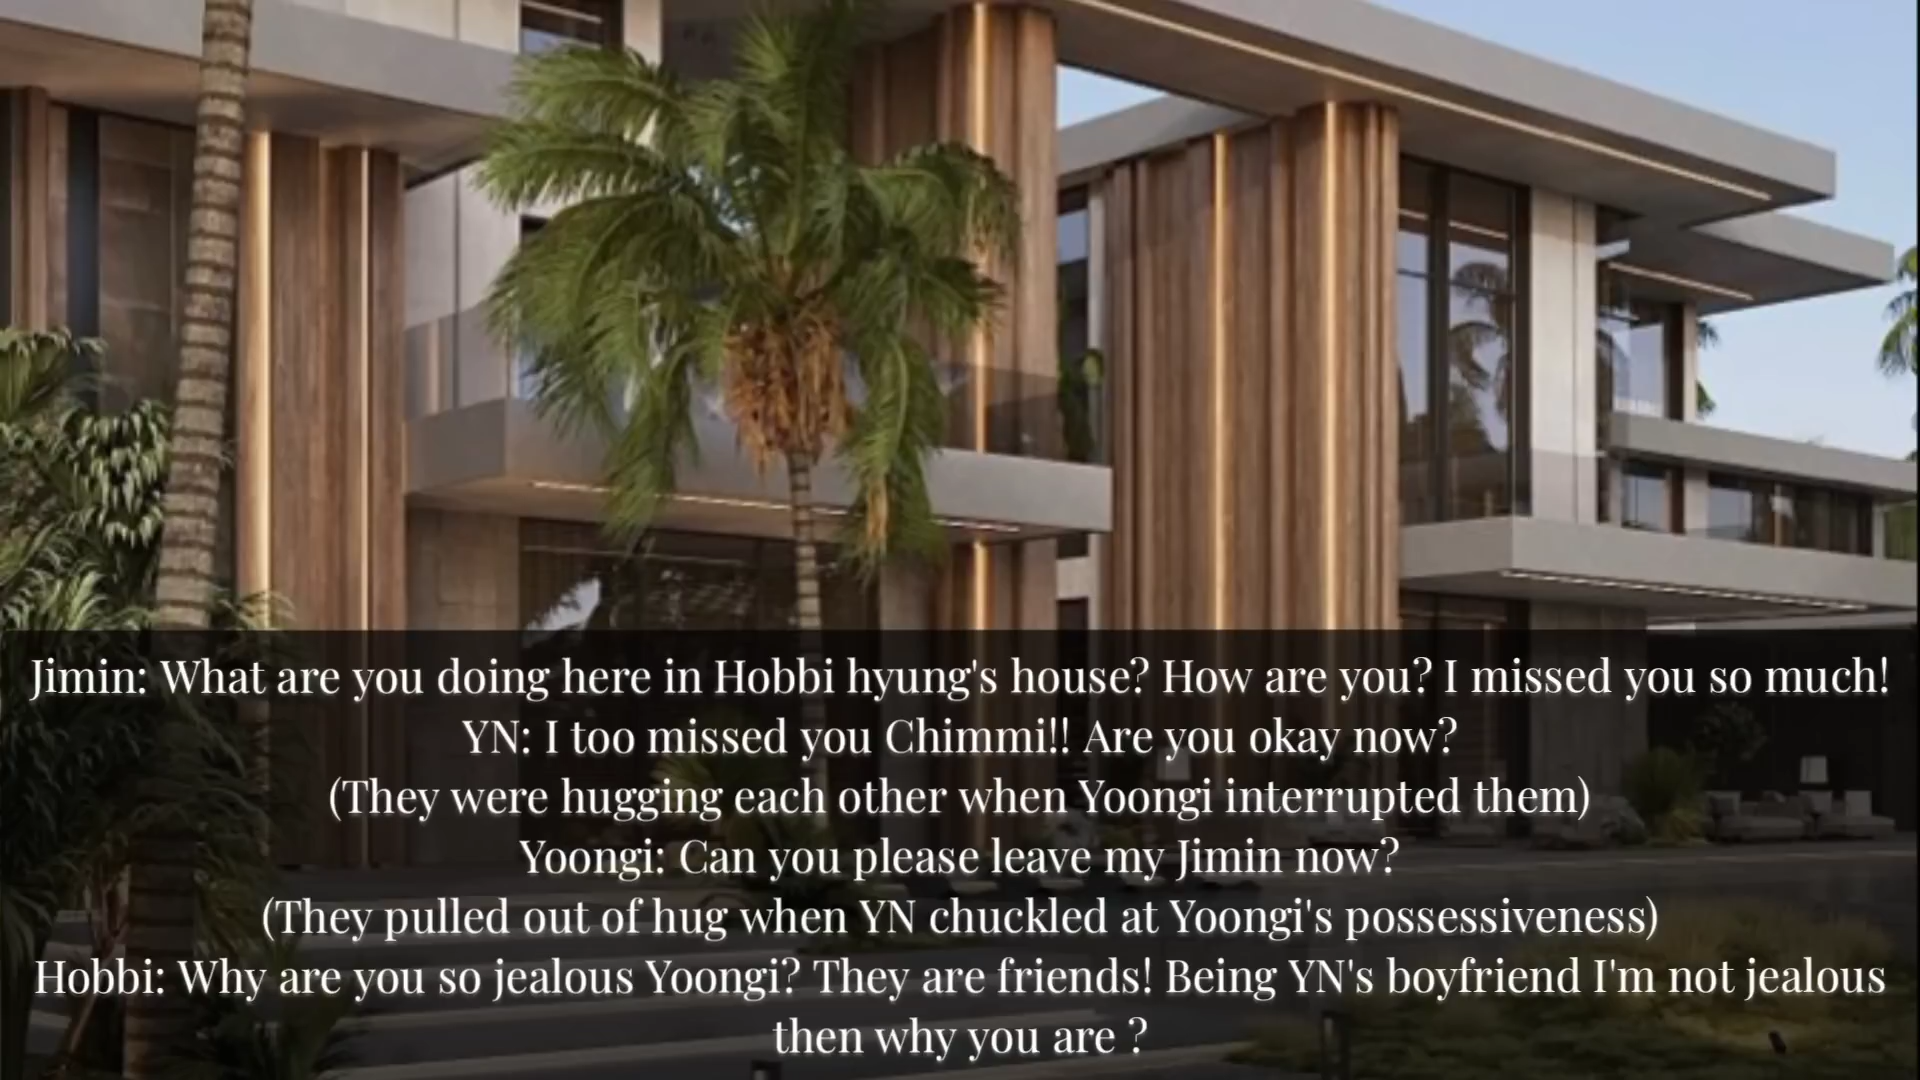 Jimin: What are you doing here in Hobbi hyung's house? How are you? I missed you so much!
YN: I too missed you Chimmi!! Are you okay now?
(They were hugging each other when Yoongi interrupted them)
Yoongi: Can you please leave my Jimin now?
(They pulled out of hug when YN chuckled at Yoongi's possessiveness)
Hobbi: Why are you so jealous Yoongi? They are friends! Being YN's boyfriend I'm not jealous
then why you are ?